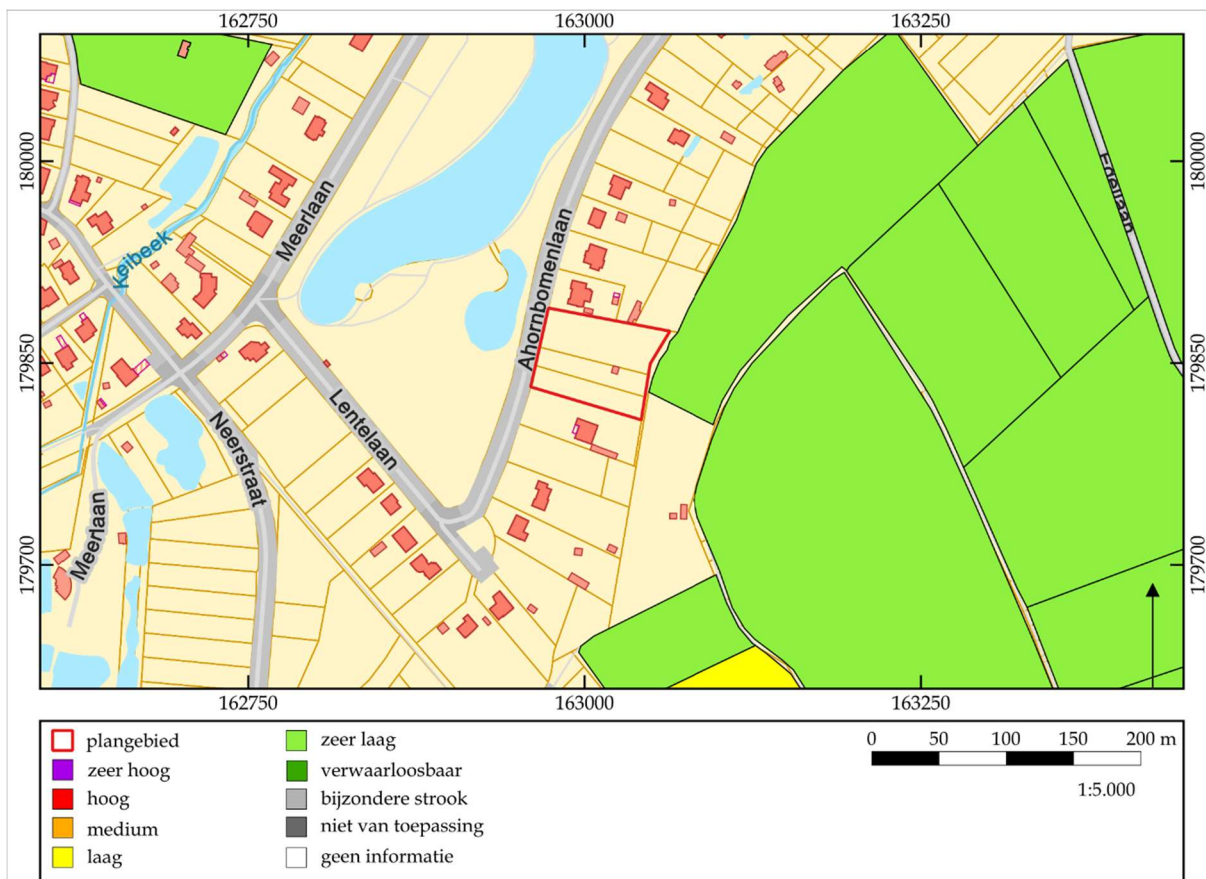 162750 163000 163250
180000
179850
179700
180000
179850
179700
Keibeek
Meerlaan
Ahornbomenlaan
Egellaan
Lentelaan
Neerstraat
Meerlaan
162750 163000 163250
plangebied
zeer hoog
hoog
medium
laag
zeer laag
verwaarloosbaar
bijzondere strook
niet van toepassing
geen informatie
0 50 100 150 200 m
1:5.000